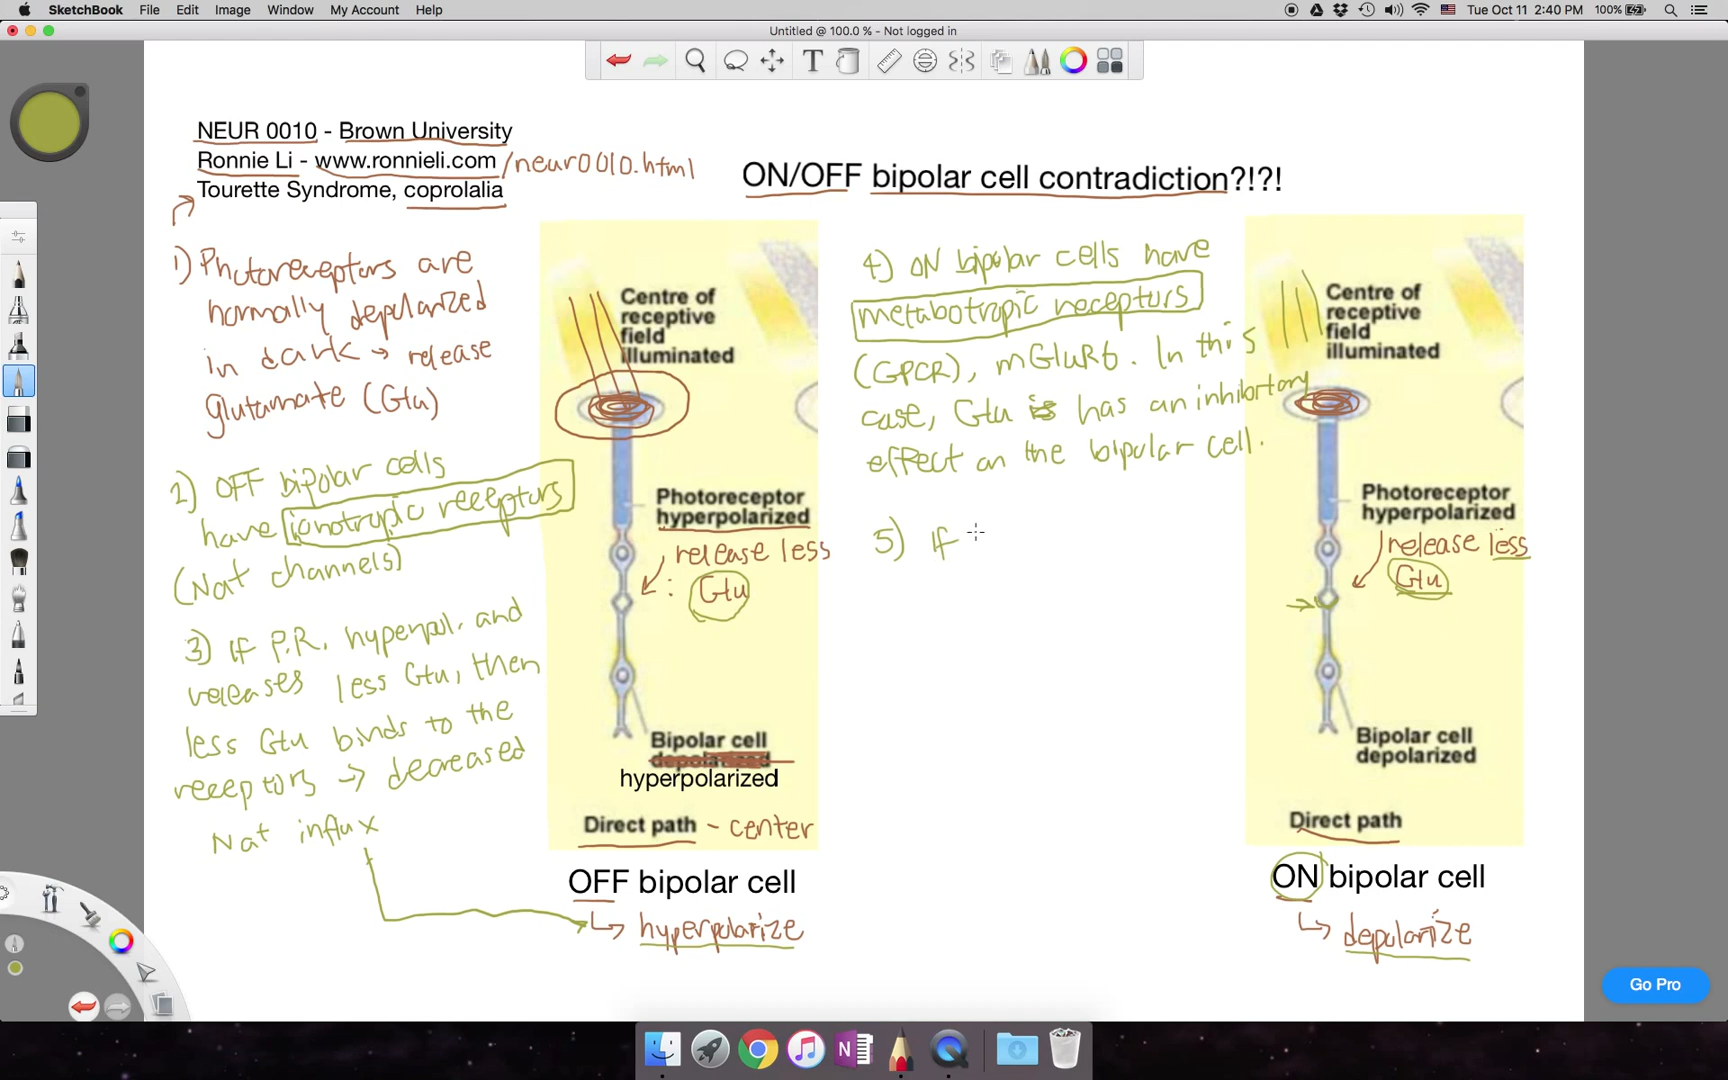 SketchBook File Edit Image Window My Account Help
Tue Oct 11 2:40 PM 100%
Untitled @ 100.0 % - Not logged in
NEUR 0010 - Brown University
Ronnie Li - www.ronnieli.com/neur0010.html
Tourette Syndrome, coprolalia
ON/OFF bipolar cell contradiction?!?!
1) Photoreceptors are
normally depolarized
in dark → release
glutamate (Glu)
2) OFF bipolar cells
have ionotropic receptors
(Na+ channels)
3) If P.R. hyperpol. and
releases less Glu, then
less Glu binds to the
receptors → decreased
Na+ influx
Centre of
receptive
field
illuminated
Photoreceptor
hyperpolarized
release less
Glu
Bipolar cell
hyperpolarized
Direct path - center
OFF bipolar cell
↳ hyperpolarize
4) ON bipolar cells have
metabotropic receptors
(GPCR), mGluR6. In this
case, Glu is has an inhibitory
effect on the bipolar cell.
5) If
Centre of
receptive
field
illuminated
Photoreceptor
hyperpolarized
release less
Glu
Bipolar cell
depolarized
Direct path
ON bipolar cell
↳ depolarize
Go Pro